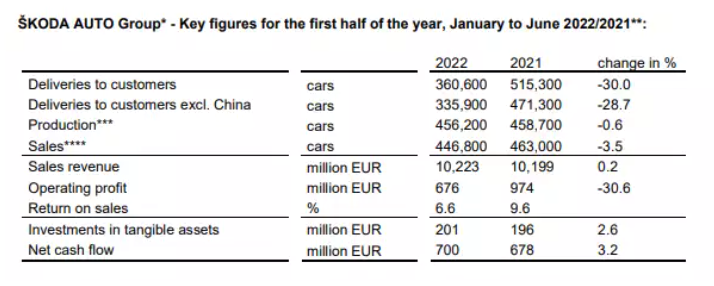 ŠKODA AUTO Group* - Key figures for the first half of the year, January to June 2022/2021**:
2022 2021 change in %
Deliveries to customers cars 360,600 515,300 -30.0
Deliveries to customers excl. China cars 335,900 471,300 -28.7
Production*** cars 456,200 458,700 -0.6
Sales**** cars 446,800 463,000 -3.5
Sales revenue million EUR 10,223 10,199 0.2
Operating profit million EUR 676 974 -30.6
Return on sales % 6.6 9.6
Investments in tangible assets million EUR 201 196 2.6
Net cash flow million EUR 700 678 3.2